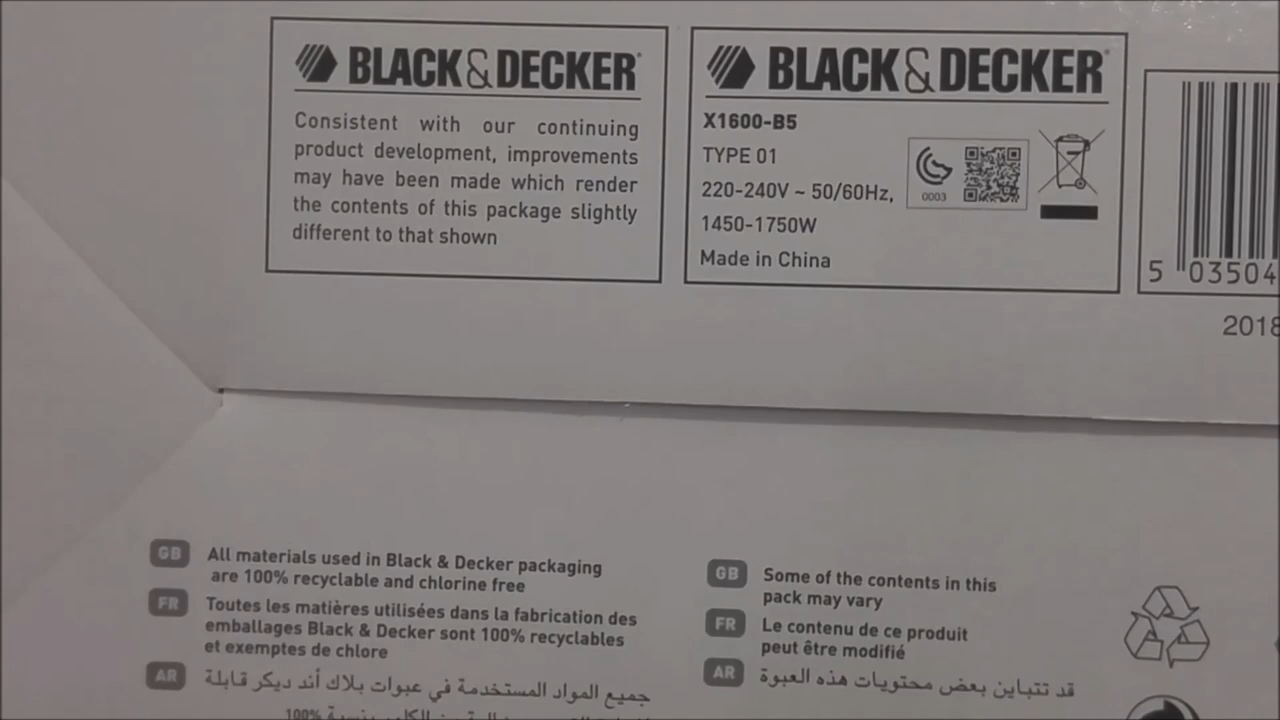 BLACK&DECKER
Consistent with our continuing
product development, improvements
may have been made which render
the contents of this package slightly
different to that shown
BLACK&DECKER
X1600-B5
TYPE 01
220-240V ~ 50/60Hz,
1450-1750W
Made in China
0003
5 03504
2018
GB All materials used in Black & Decker packaging
are 100% recyclable and chlorine free
FR Toutes les matières utilisées dans la fabrication des
emballages Black & Decker sont 100% recyclables
et exemptes de chlore
AR جميع المواد المستخدمة في عبوات بلاك أند ديكر قابلة
100%
GB Some of the contents in this
pack may vary
FR Le contenu de ce produit
peut être modifié
AR قد تتباين بعض محتويات هذه العبوة